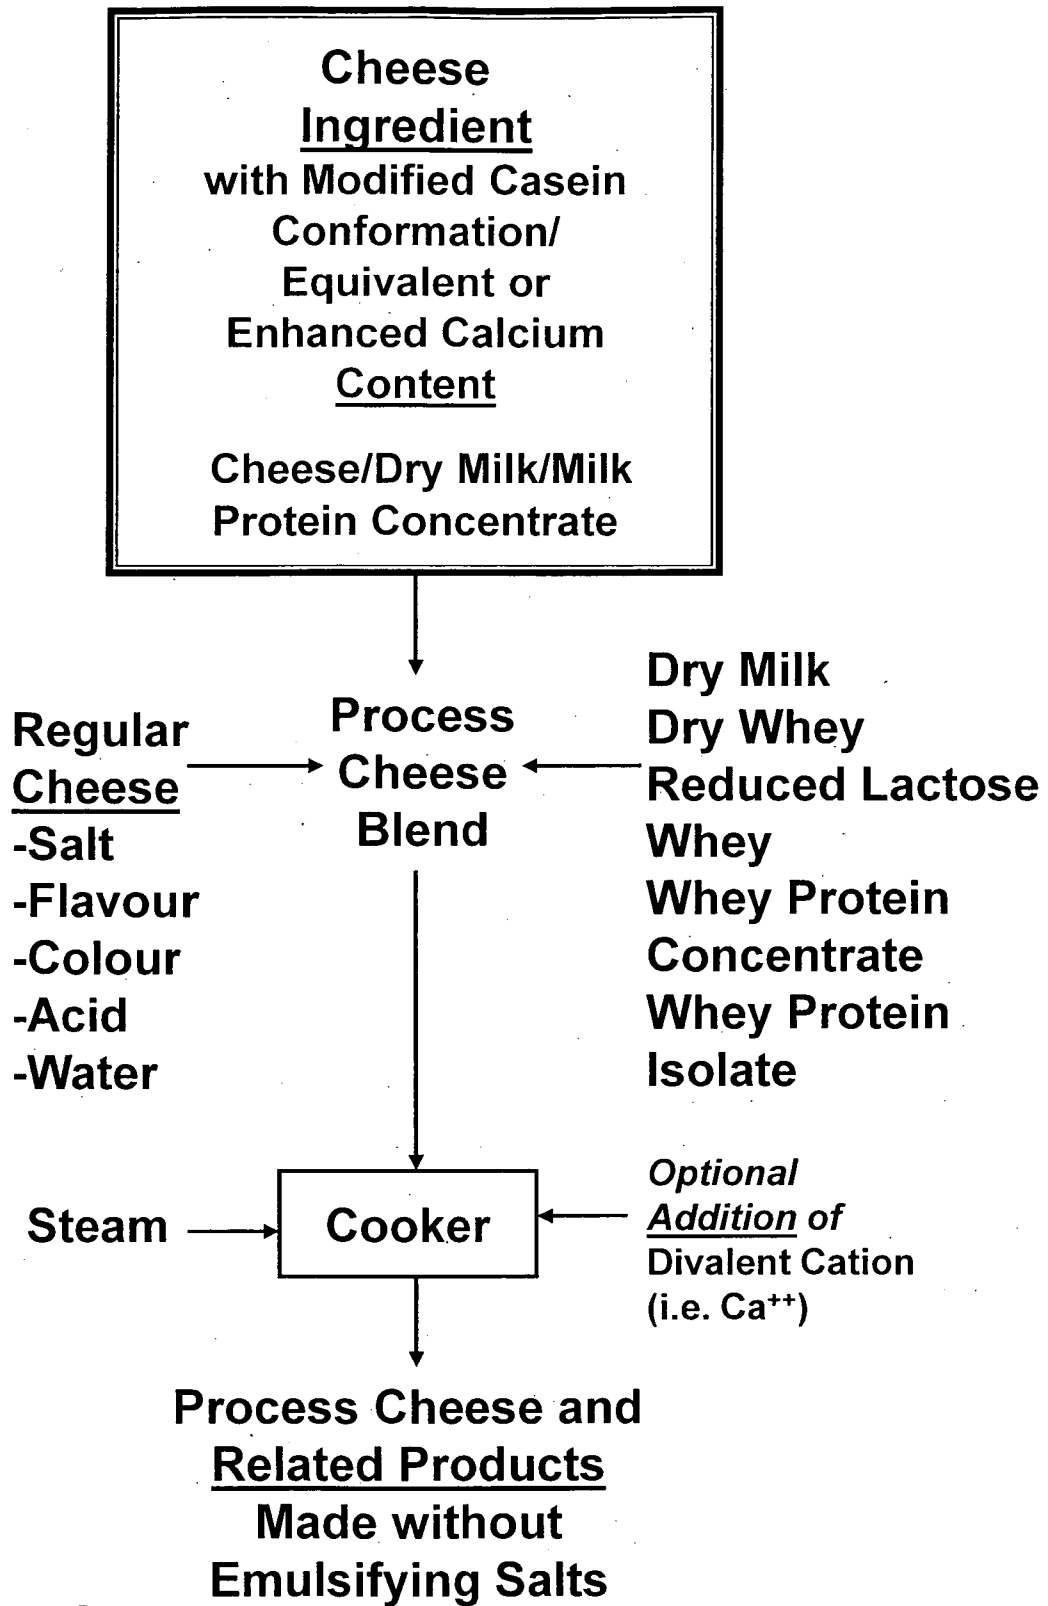 Cheese
Ingredient
with Modified Casein
Conformation/
Equivalent or
Enhanced Calcium
Content
Cheese/Dry Milk/Milk
Protein Concentrate
Regular
Cheese
-Salt
-Flavour
-Colour
-Acid
-Water
Process
Cheese
Blend
Dry Milk
Dry Whey
Reduced Lactose
Whey
Whey Protein
Concentrate
Whey Protein
Isolate
Steam
Cooker
Optional
Addition of
Divalent Cation
(i.e. Ca⁺⁺)
Process Cheese and
Related Products
Made without
Emulsifying Salts